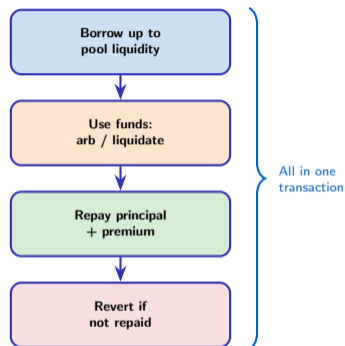 Borrow up to
pool liquidity
Use funds:
arb / liquidate
All in one
transaction
Repay principal
+ premium
Revert if
not repaid